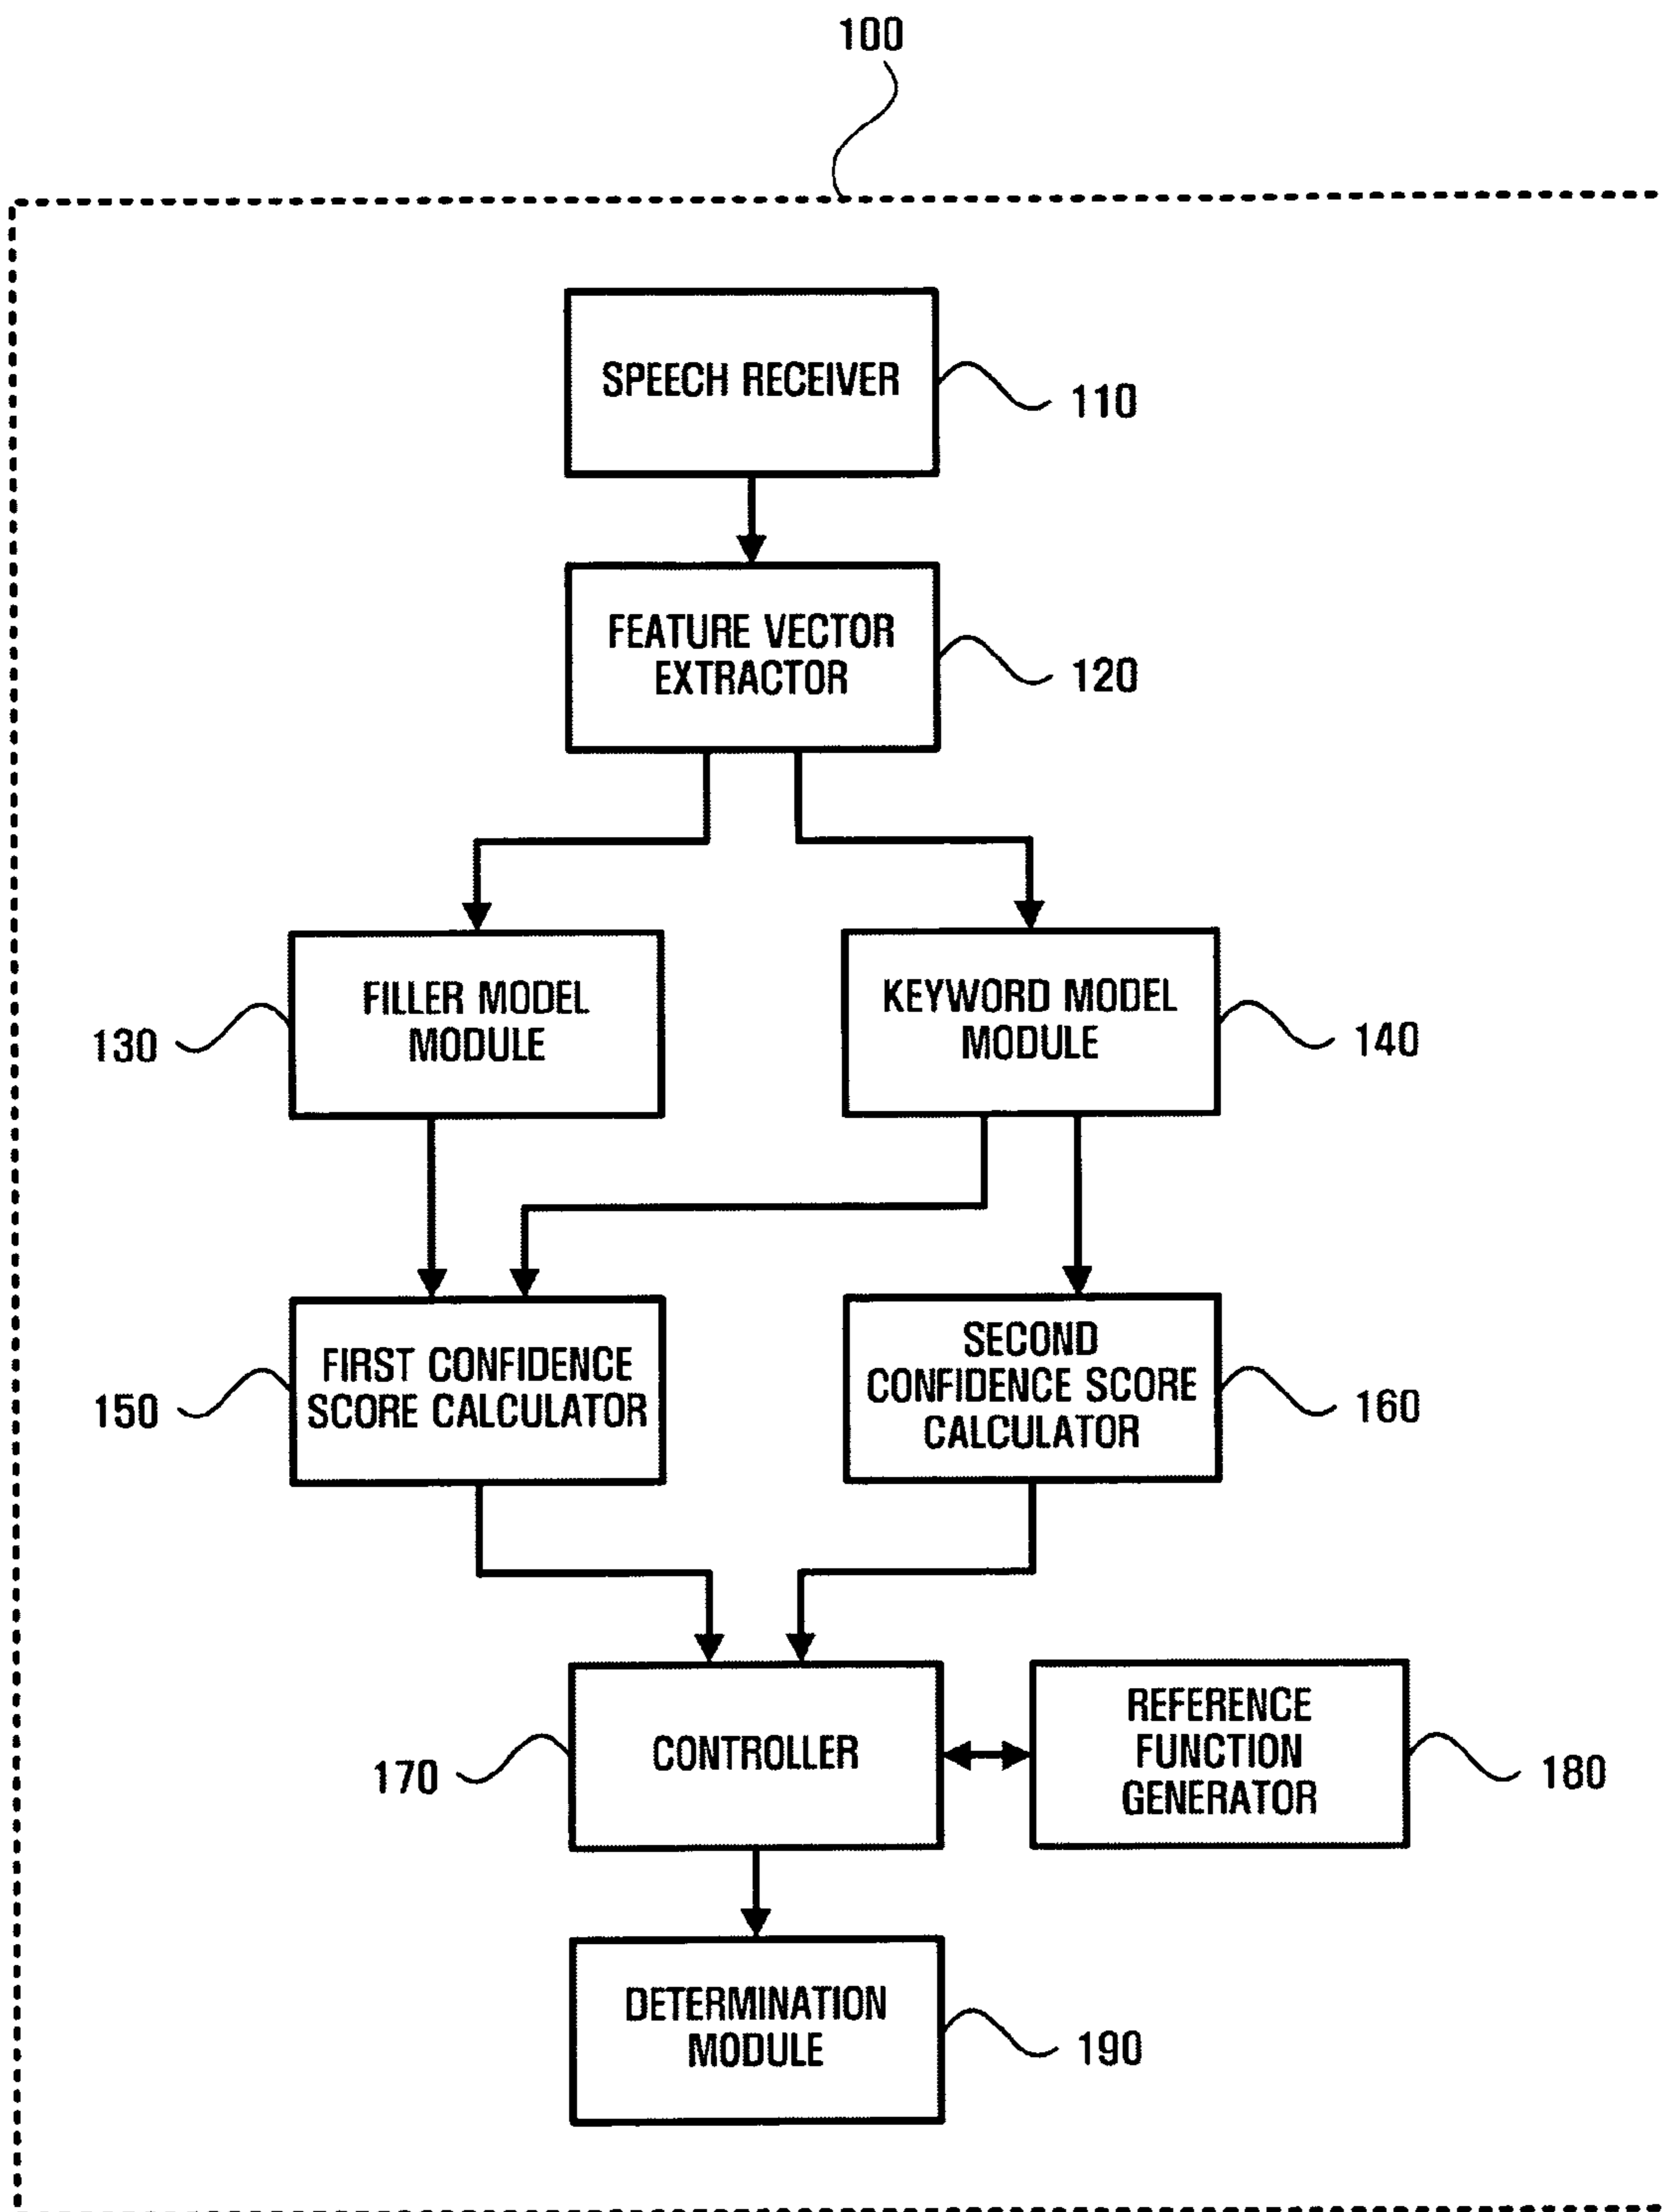 100
SPEECH RECEIVER
110
FEATURE VECTOR
EXTRACTOR
120
FILLER MODEL
MODULE
130
KEYWORD MODEL
MODULE
140
FIRST CONFIDENCE
SCORE CALCULATOR
150
SECOND
CONFIDENCE SCORE
CALCULATOR
160
CONTROLLER
170
REFERENCE
FUNCTION
GENERATOR
180
DETERMINATION
MODULE
190